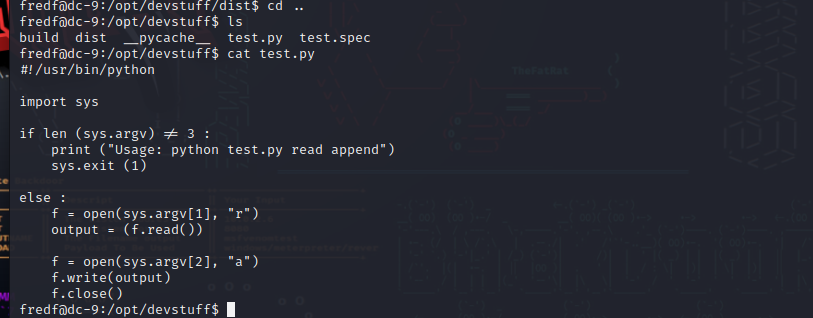 fredf@dc-9:/opt/devstuff/dist$ cd ..
fredf@dc-9:/opt/devstuff$ ls
build  dist  __pycache__  test.py  test.spec
fredf@dc-9:/opt/devstuff$ cat test.py
#!/usr/bin/python

import sys

if len (sys.argv) ≠ 3 :
    print ("Usage: python test.py read append")
    sys.exit (1)

else :
    f = open(sys.argv[1], "r")
    output = (f.read())

    f = open(sys.argv[2], "a")
    f.write(output)
    f.close()
fredf@dc-9:/opt/devstuff$